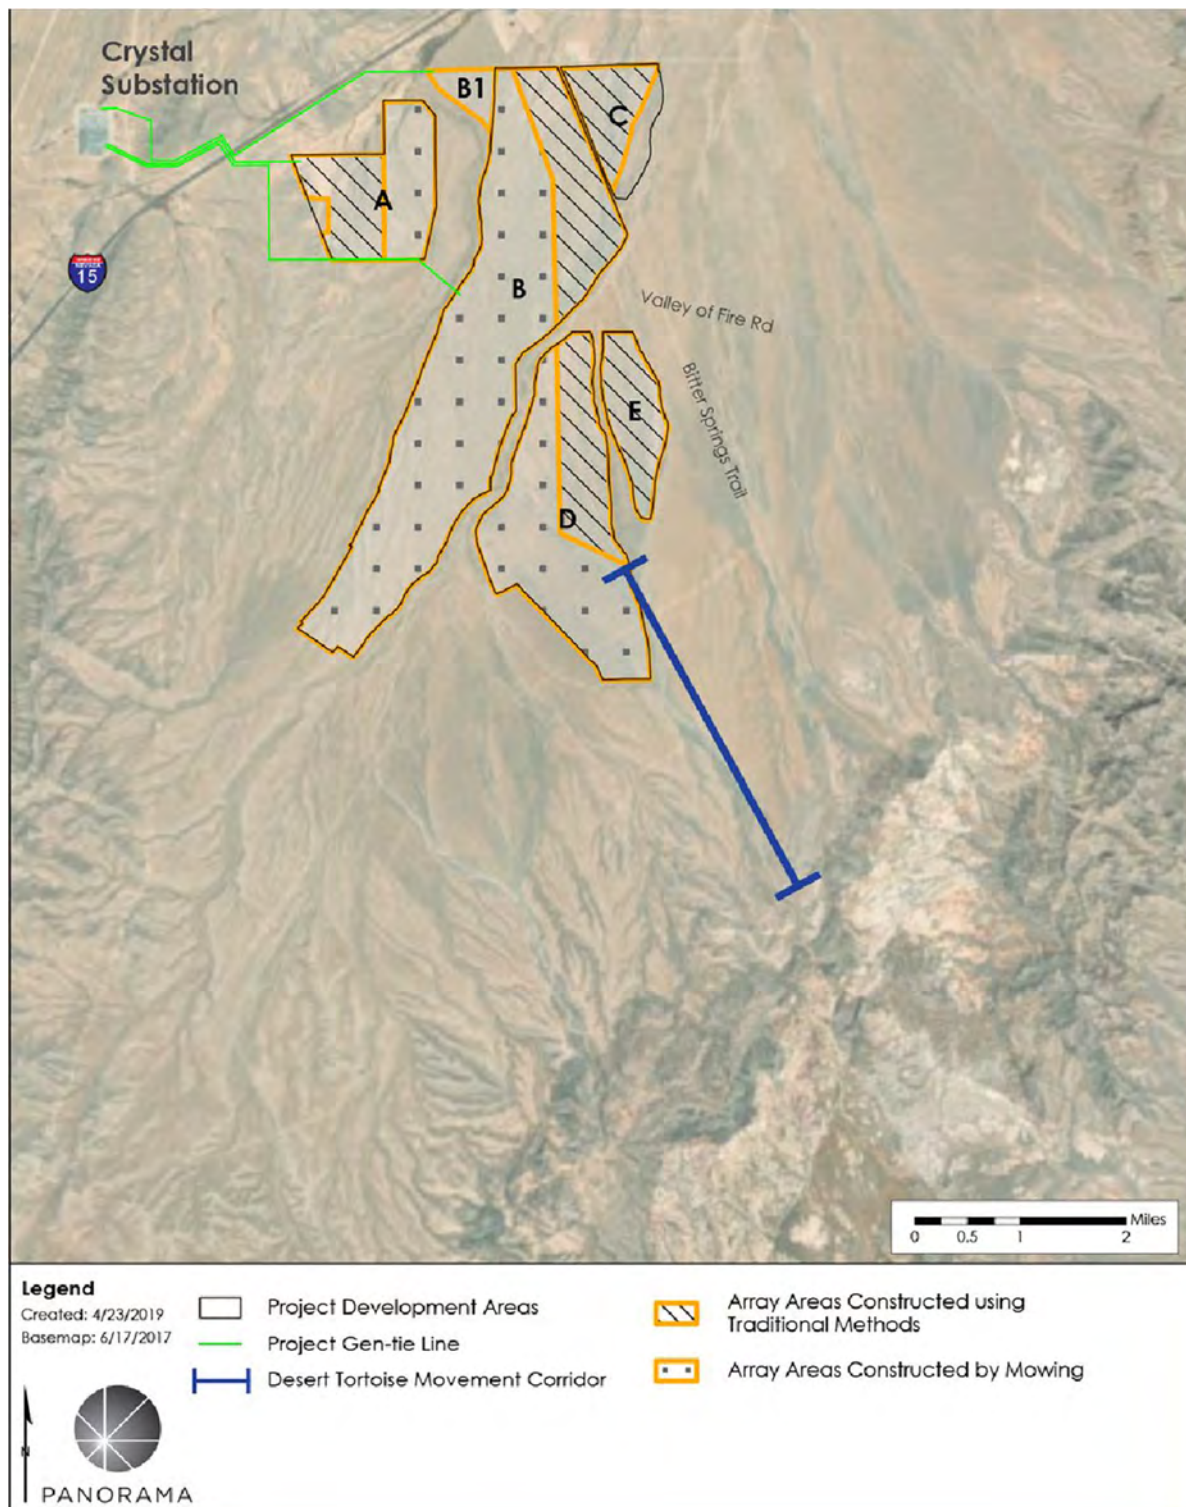 Crystal
Substation
B1
C
A
15
B
Valley of Fire Rd
Bitter Springs Trail
E
D
Miles
0 0.5 1 2
Legend
Created: 4/23/2019
Basemap: 6/17/2017
Project Development Areas
Project Gen-tie Line
Desert Tortoise Movement Corridor
Array Areas Constructed using
Traditional Methods
Array Areas Constructed by Mowing
N
PANORAMA